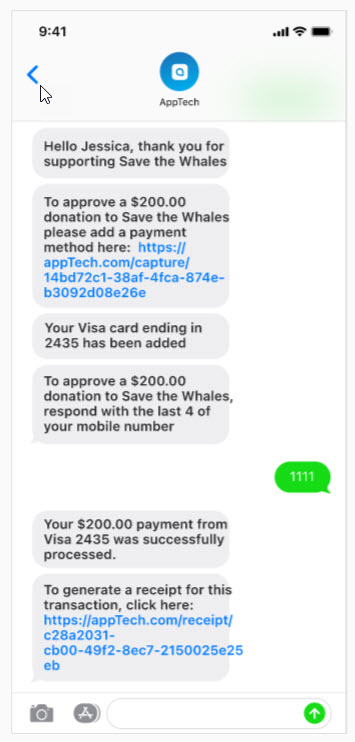 9:41
AppTech
Hello Jessica, thank you for
supporting Save the Whales
To approve a $200.00
donation to Save the Whales
please add a payment
method here: https://
appTech.com/capture/
14bd72c1-38af-4fca-874e-
b3092d08e26e
Your Visa card ending in
2435 has been added
To approve a $200.00
donation to Save the Whales,
respond with the last 4 of
your mobile number
1111
Your $200.00 payment from
Visa 2435 was successfully
processed.
To generate a receipt for this
transaction, click here:
https://appTech.com/receipt/
c28a2031-
cb00-49f2-8ec7-2150025e25
eb